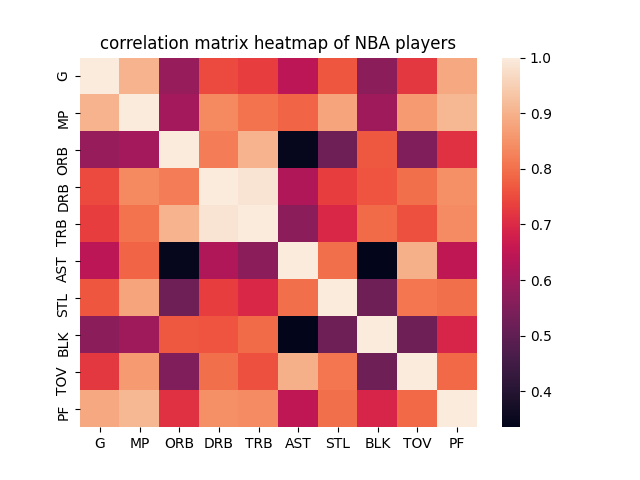 correlation matrix heatmap of NBA players
G
MP
ORB
DRB
TRB
AST
STL
BLK
TOV
PF
G MP ORB DRB TRB AST STL BLK TOV PF
1.0
0.9
0.8
0.7
0.6
0.5
0.4